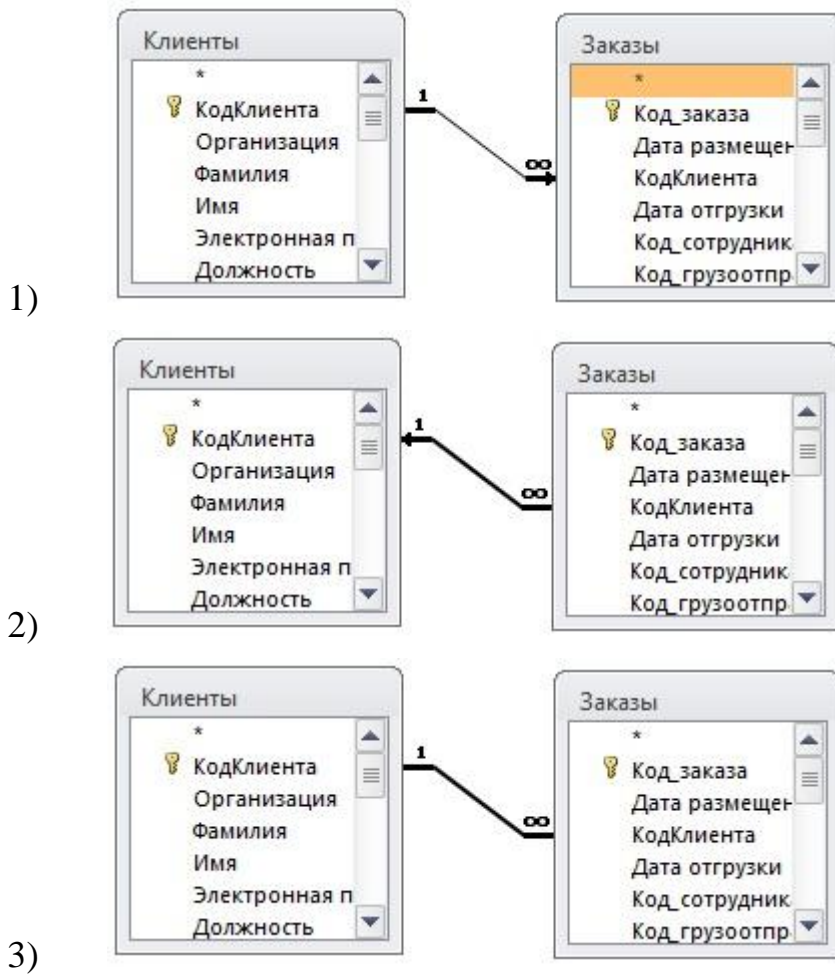 Клиенты
*
КодКлиента
Организация
Фамилия
Имя
Электронная п
Должность
1
∞
Заказы
*
Код_заказа
Дата размещен
КодКлиента
Дата отгрузки
Код_сотрудник
Код_грузоотпр
1)
Клиенты
*
КодКлиента
Организация
Фамилия
Имя
Электронная п
Должность
1
∞
Заказы
*
Код_заказа
Дата размещен
КодКлиента
Дата отгрузки
Код_сотрудник
Код_грузоотпр
2)
Клиенты
*
КодКлиента
Организация
Фамилия
Имя
Электронная п
Должность
1
∞
Заказы
*
Код_заказа
Дата размещен
КодКлиента
Дата отгрузки
Код_сотрудник
Код_грузоотпр
3)